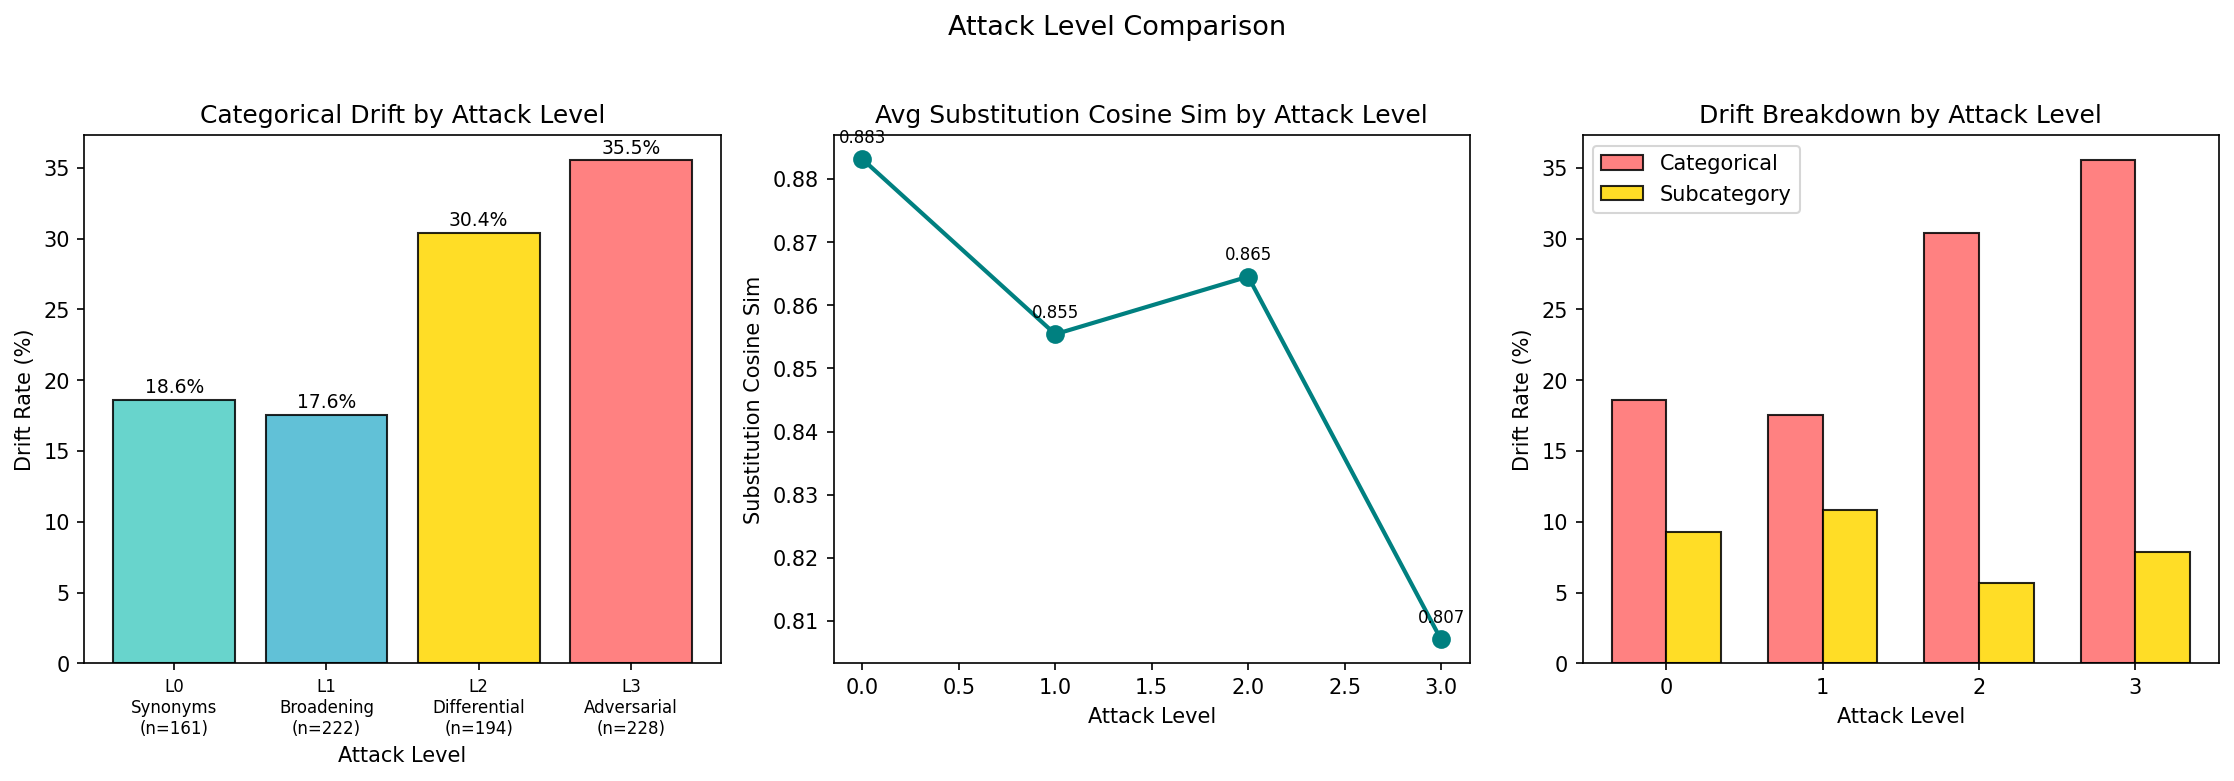 Attack Level Comparison
Categorical Drift by Attack Level
Drift Rate (%)
35
30
25
20
15
10
5
0
18.6%
17.6%
30.4%
35.5%
L0
Synonyms
(n=161)
L1
Broadening
(n=222)
L2
Differential
(n=194)
L3
Adversarial
(n=228)
Attack Level
Avg Substitution Cosine Sim by Attack Level
Substitution Cosine Sim
0.88
0.87
0.86
0.85
0.84
0.83
0.82
0.81
0.883
0.855
0.865
0.807
0.0 0.5 1.0 1.5 2.0 2.5 3.0
Attack Level
Drift Breakdown by Attack Level
Drift Rate (%)
35
30
25
20
15
10
5
0
Categorical
Subcategory
0 1 2 3
Attack Level